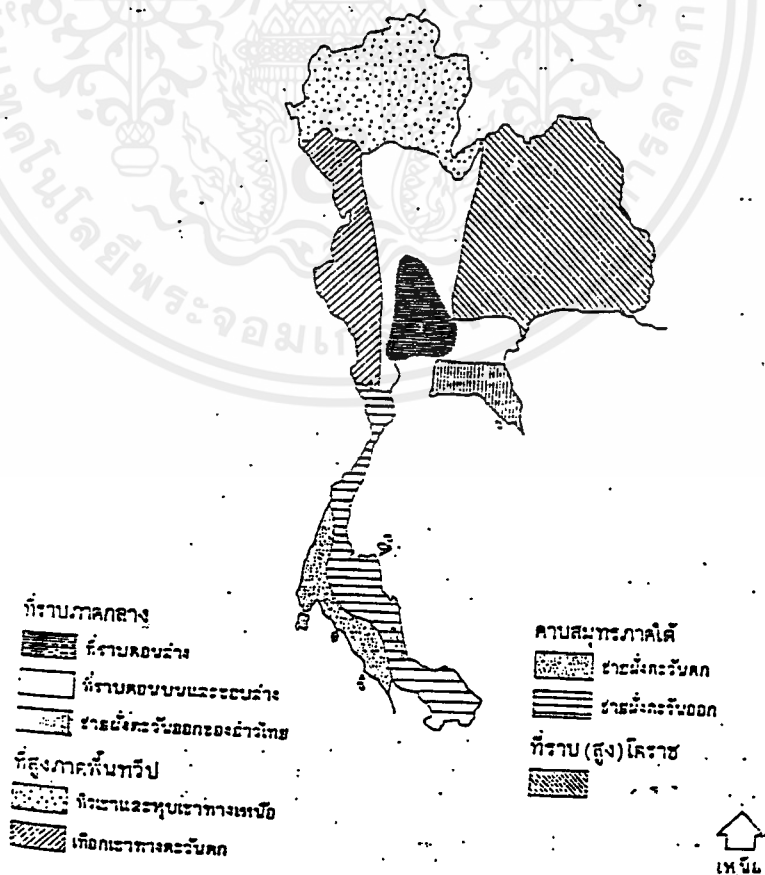 ที่ราบภาคกลาง
ที่ราบตอนล่าง
ที่ราบตอนบนและขอบล่าง
ชายฝั่งตะวันออกของอ่าวไทย
ที่สูงภาคพื้นทวีป
ทิวเขาและหุบเขาทางเหนือ
เทือกเขาทางตะวันตก
คาบสมุทรภาคใต้
ชายฝั่งตะวันตก
ชายฝั่งตะวันออก
ที่ราบ (สูง) โคราช
เหนือ